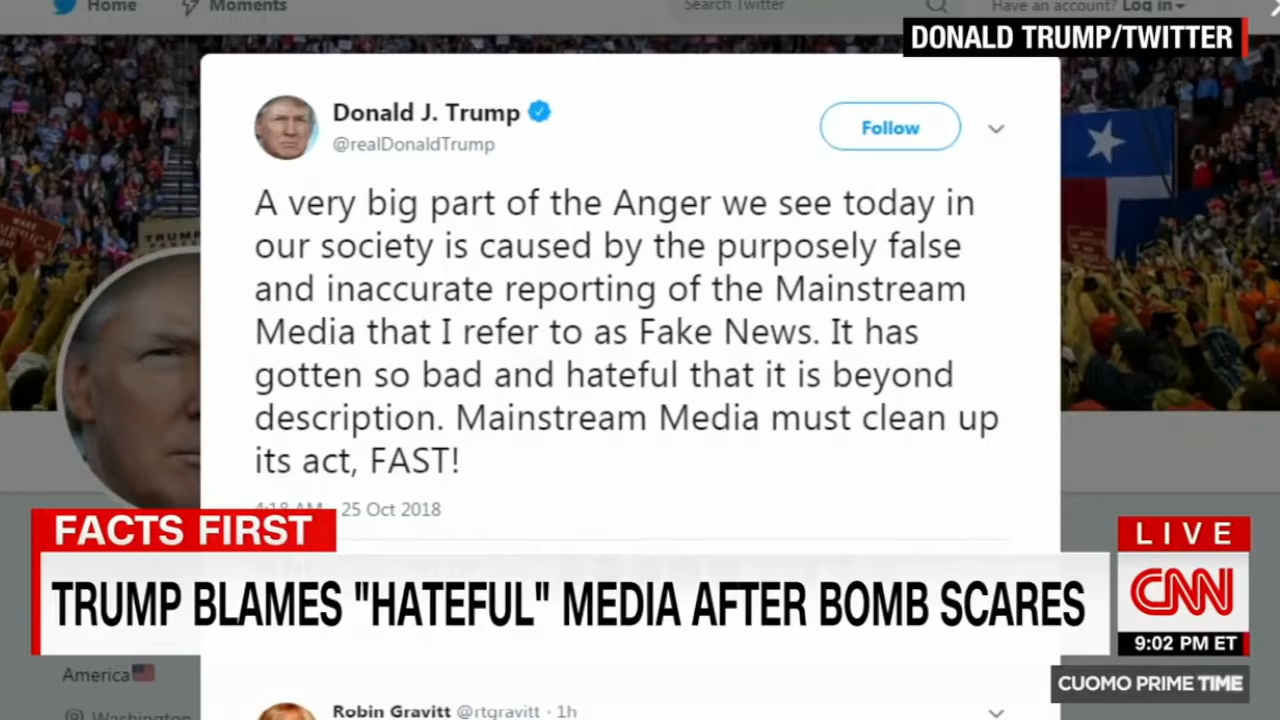 Home
Moments
Search Twitter
Have an account? Log in
DONALD TRUMP/TWITTER
Donald J. Trump
@realDonaldTrump
Follow
A very big part of the Anger we see today in
our society is caused by the purposely false
and inaccurate reporting of the Mainstream
Media that I refer to as Fake News. It has
gotten so bad and hateful that it is beyond
description. Mainstream Media must clean up
its act, FAST!
4:18 AM - 25 Oct 2018
FACTS FIRST
TRUMP BLAMES "HATEFUL" MEDIA AFTER BOMB SCARES
LIVE
CNN
9:02 PM ET
CUOMO PRIME TIME
America
Washington
Robin Gravitt @rtgravitt · 1h